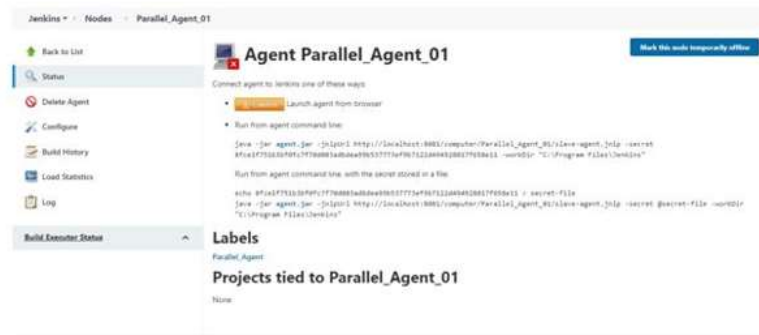 Jenkins
Nodes
Parallel_Agent_01
Back to List
Status
Delete Agent
Configure
Build History
Load Statistics
Log
Build Executor Status
Agent Parallel_Agent_01
Mark this node temporarily offline
Connect agent to Jenkins one of these ways:
Launch agent from browser
Run from agent command line:
java -jar agent.jar -jnlpUrl http://localhost:8081/computer/Parallel_Agent_01/slave-agent.jnlp -secret
-workDir "C:\Program Files\Jenkins"
Run from agent command line, with the secret stored in a file:
echo > secret-file
java -jar agent.jar -jnlpUrl http://localhost:8081/computer/Parallel_Agent_01/slave-agent.jnlp -secret @secret-file -workDir
"C:\Program Files\Jenkins"
Labels
Parallel_Agent
Projects tied to Parallel_Agent_01
None